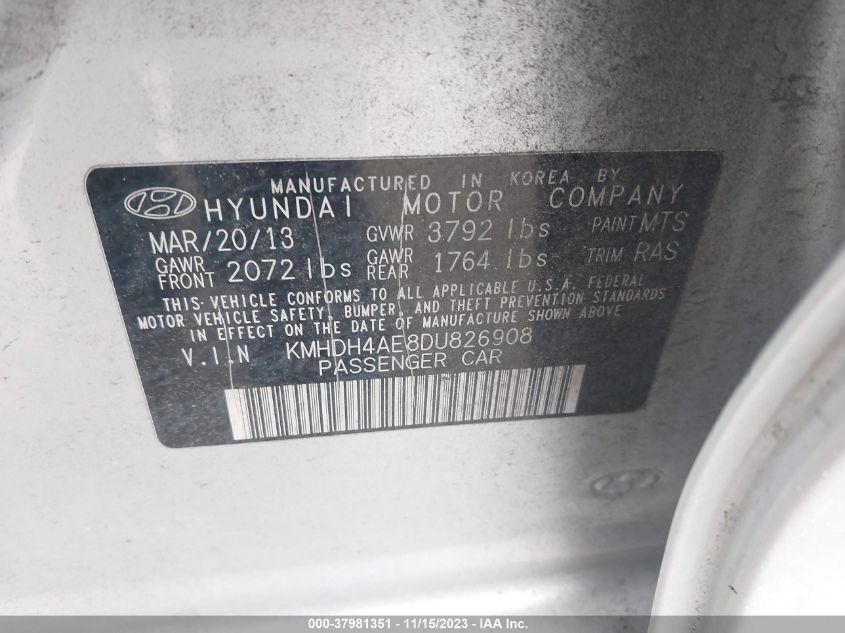 MANUFACTURED IN KOREA BY
HYUNDAI MOTOR COMPANY
MAR/20/13 GVWR 3792 lbs PAINT MTS
GAWR FRONT 2072 lbs GAWR REAR 1764 lbs TRIM RAS
THIS VEHICLE CONFORMS TO ALL APPLICABLE U.S.A. FEDERAL
MOTOR VEHICLE SAFETY, BUMPER, AND THEFT PREVENTION STANDARDS
IN EFFECT ON THE DATE OF MANUFACTURE SHOWN ABOVE
V.I.N KMHDH4AE8DU826908
PASSENGER CAR
000-37981351 - 11/15/2023 - IAA Inc.